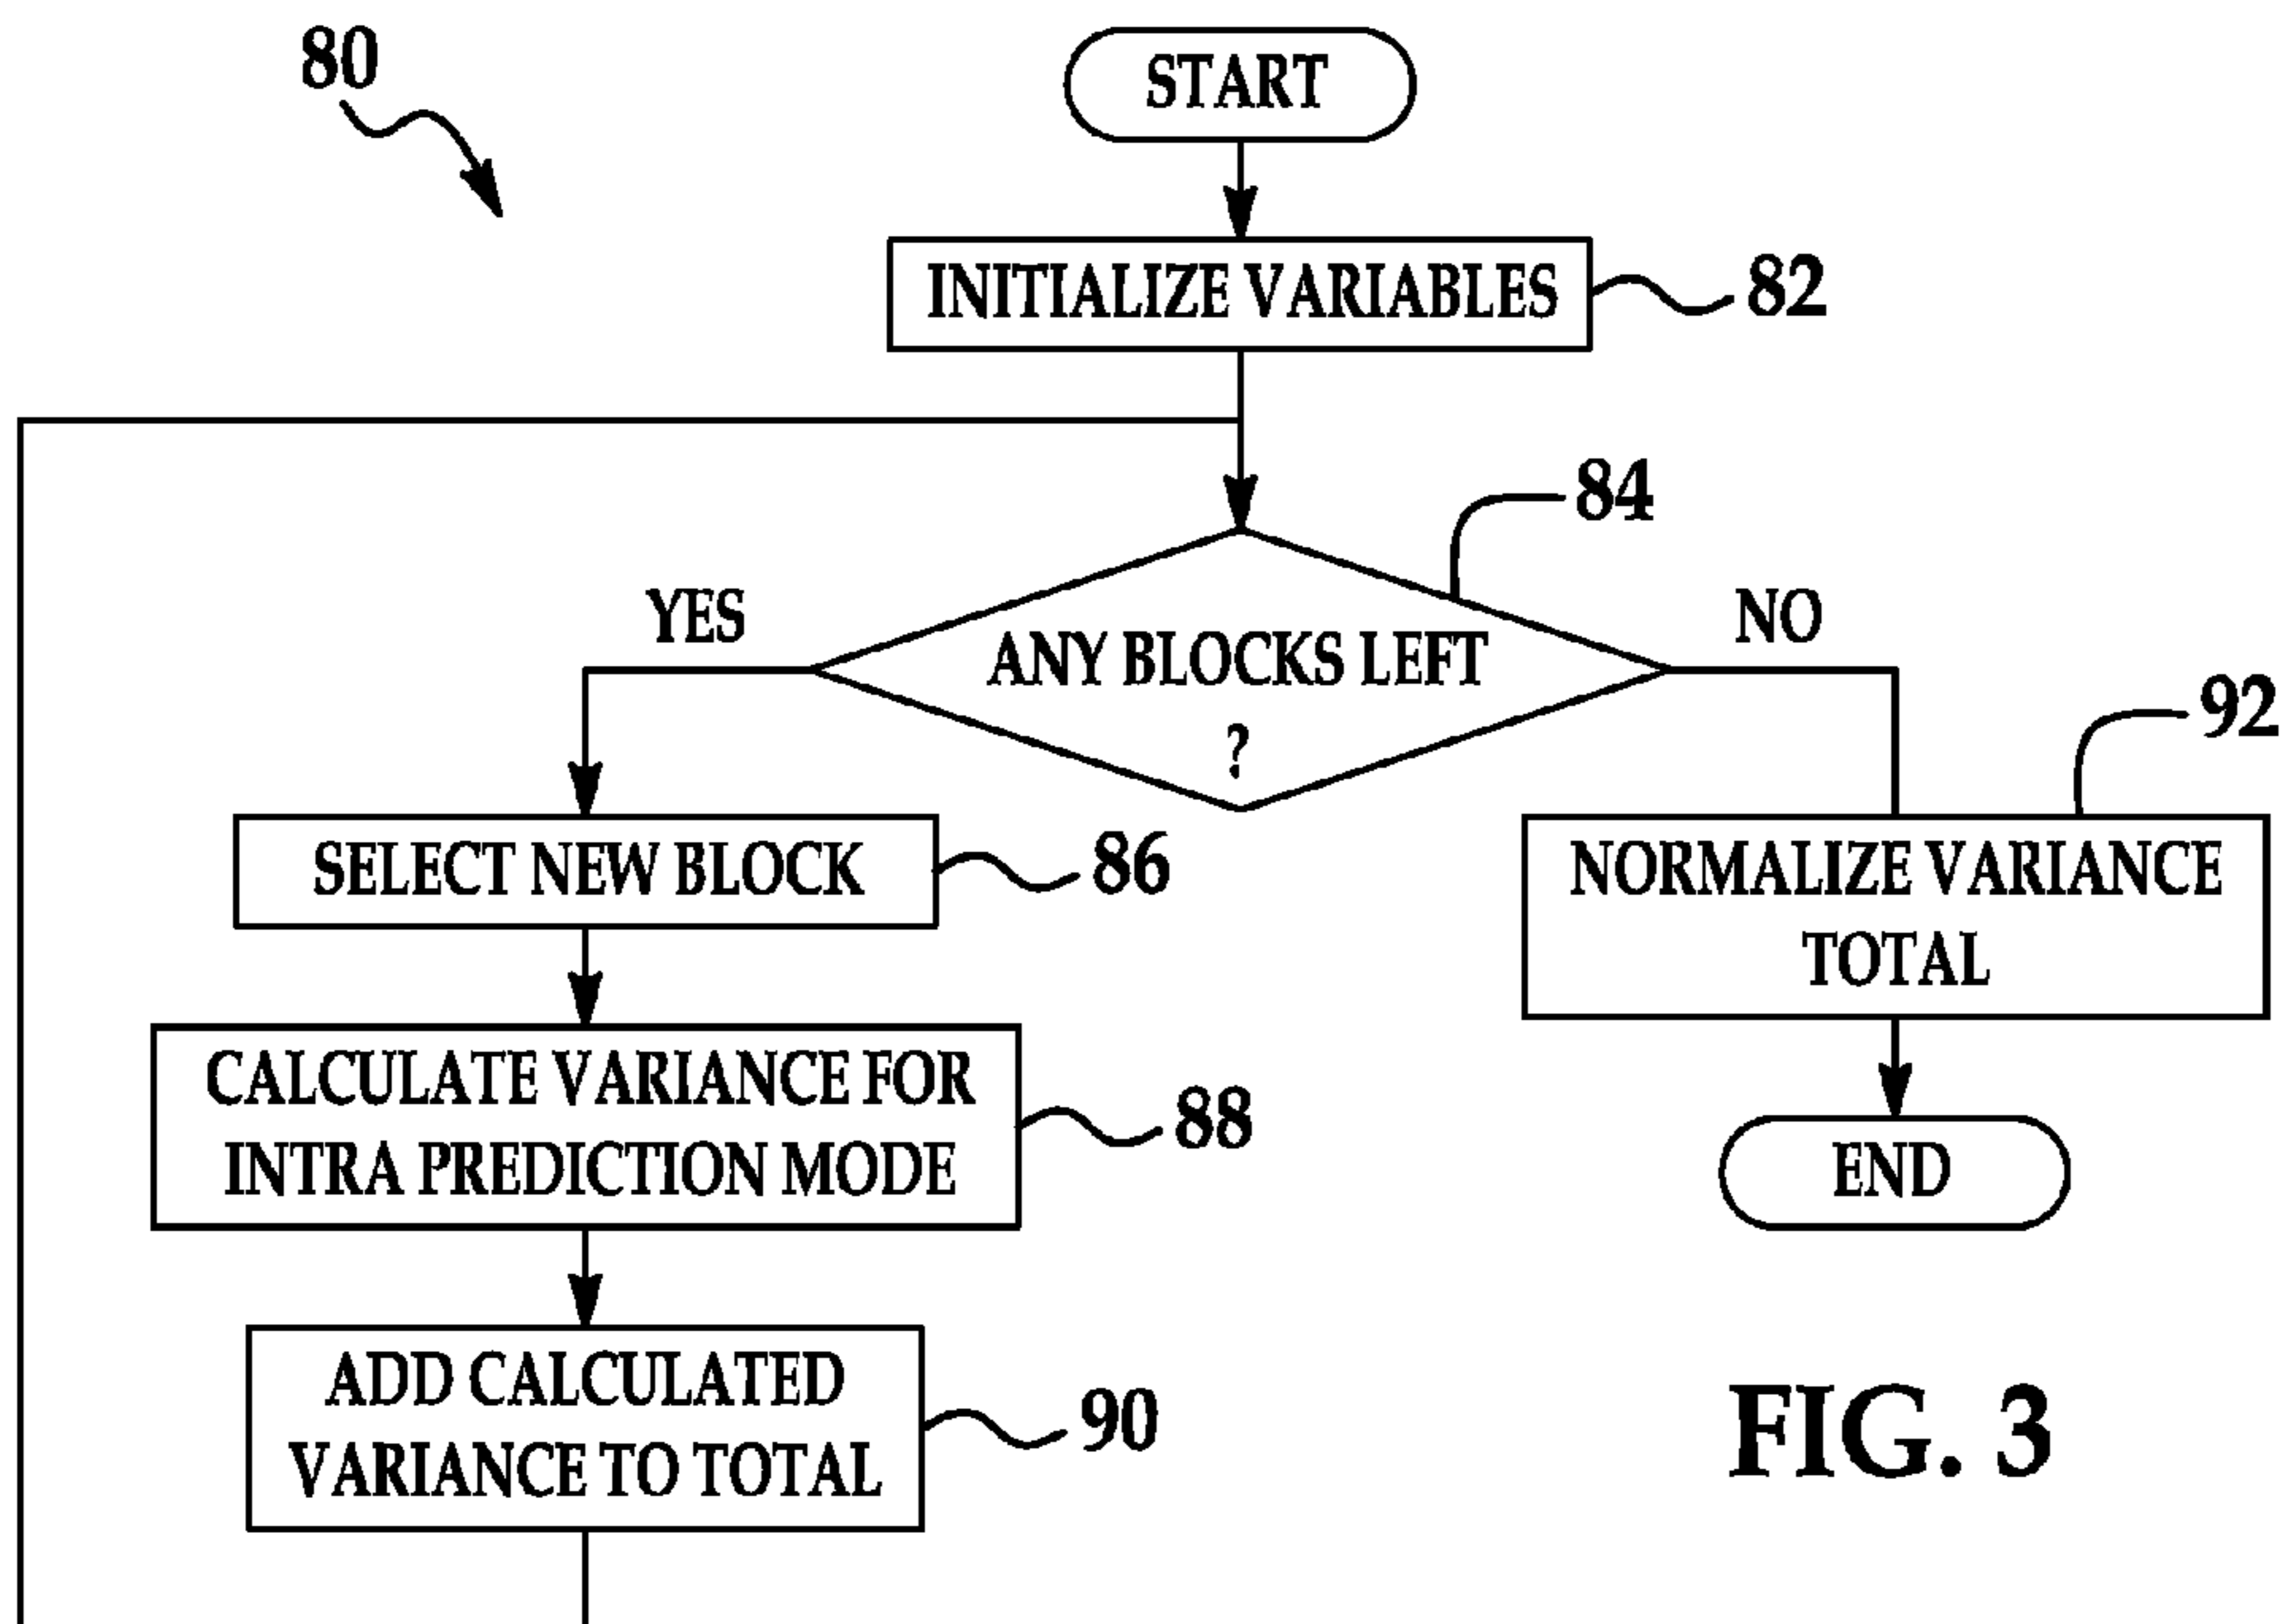 80
START
INITIALIZE VARIABLES
82
84
YES
NO
ANY BLOCKS LEFT
?
92
SELECT NEW BLOCK
86
NORMALIZE VARIANCE
TOTAL
CALCULATE VARIANCE FOR
INTRA PREDICTION MODE
88
END
ADD CALCULATED
VARIANCE TO TOTAL
90
FIG. 3